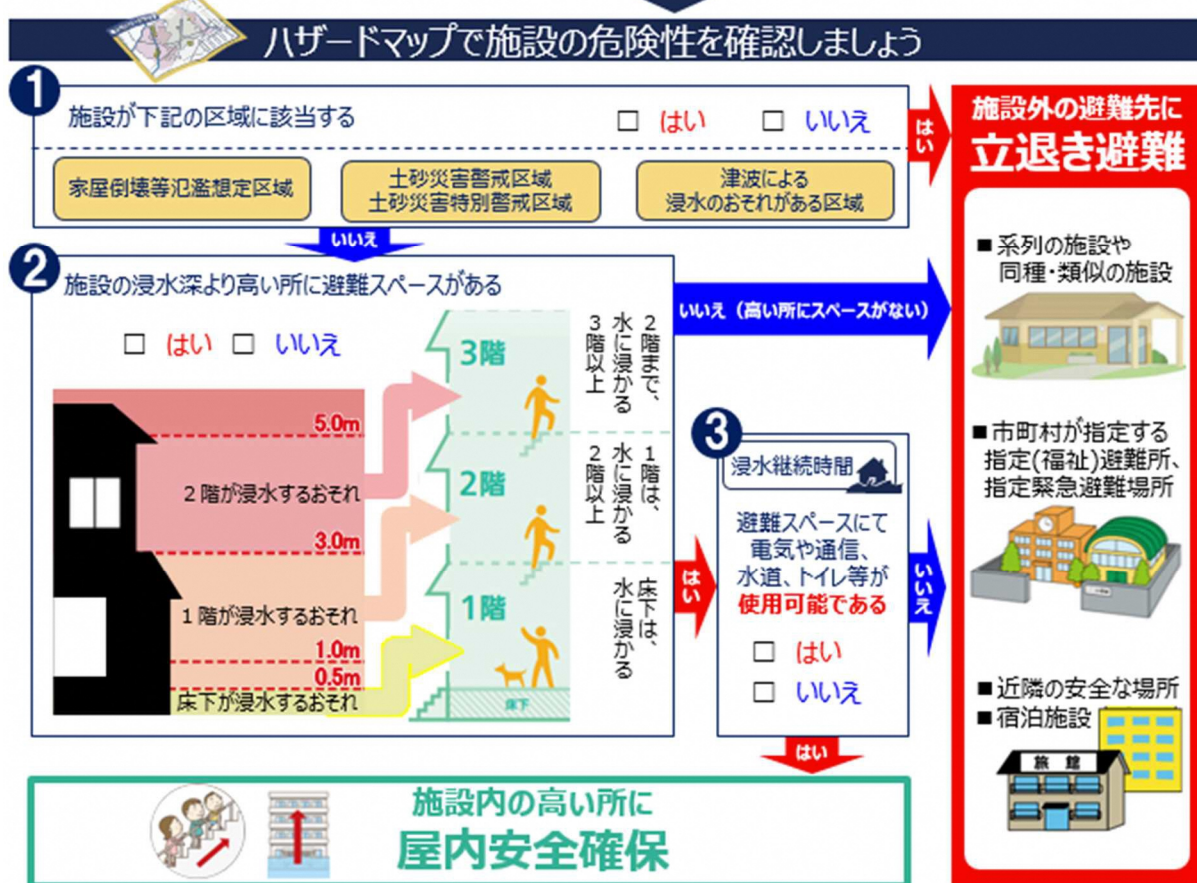 ハザードマップで施設の危険性を確認しましょう
1
施設が下記の区域に該当する
□ はい □ いいえ
家屋倒壊等氾濫想定区域
土砂災害警戒区域
土砂災害特別警戒区域
津波による
浸水のおそれがある区域
はい
いいえ
2
施設の浸水深より高い所に避難スペースがある
□ はい □ いいえ
5.0m
2階が浸水するおそれ
3.0m
1階が浸水するおそれ
1.0m
0.5m
床下が浸水するおそれ
3階
2階まで、
水に浸かる
3階以上
2階
1階は、
水に浸かる
2階以上
1階
床下は、
水に浸かる
床下
いいえ(高い所にスペースがない)
はい
3
浸水継続時間
避難スペースにて
電気や通信、
水道、トイレ等が
使用可能である
□ はい
□ いいえ
いいえ
はい
施設内の高い所に
屋内安全確保
施設外の避難先に
立退き避難
■ 系列の施設や
同種・類似の施設
■ 市町村が指定する
指定(福祉)避難所、
指定緊急避難場所
■ 近隣の安全な場所
■ 宿泊施設
旅館